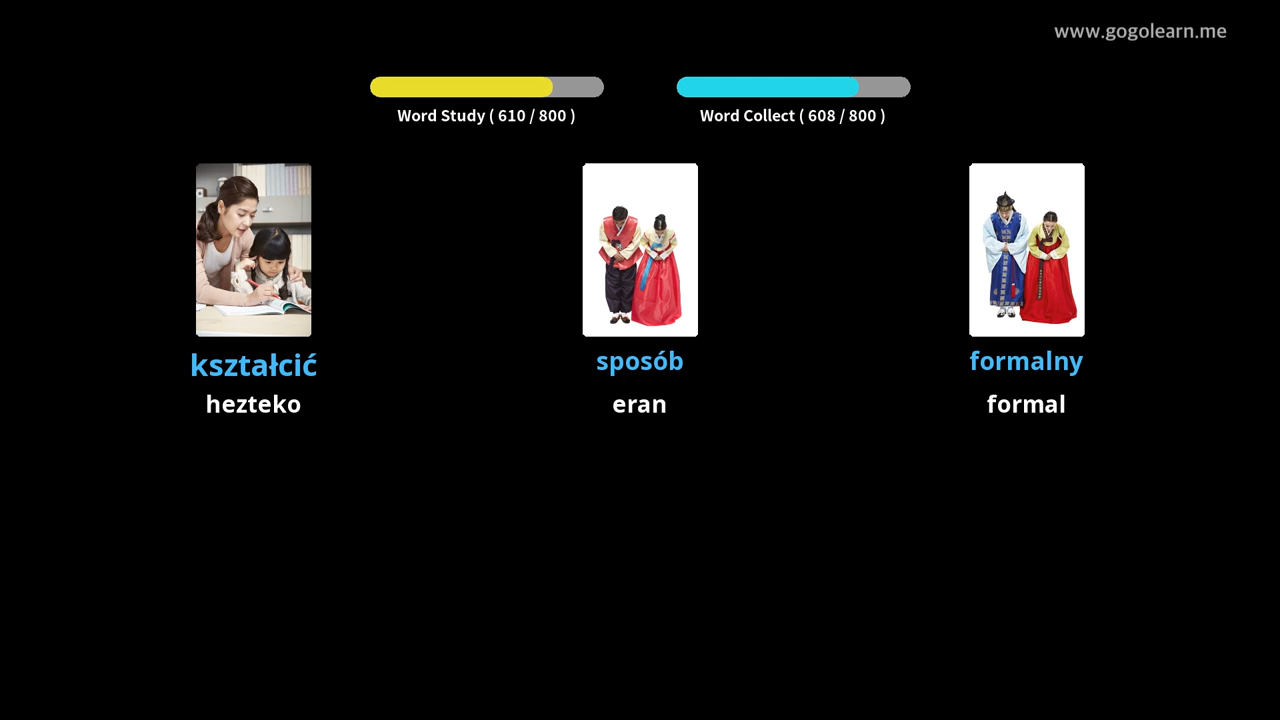 www.gogolearn.me
Word Study ( 610 / 800 )
Word Collect ( 608 / 800 )
kształcić
sposób
formalny
hezteko
eran
formal